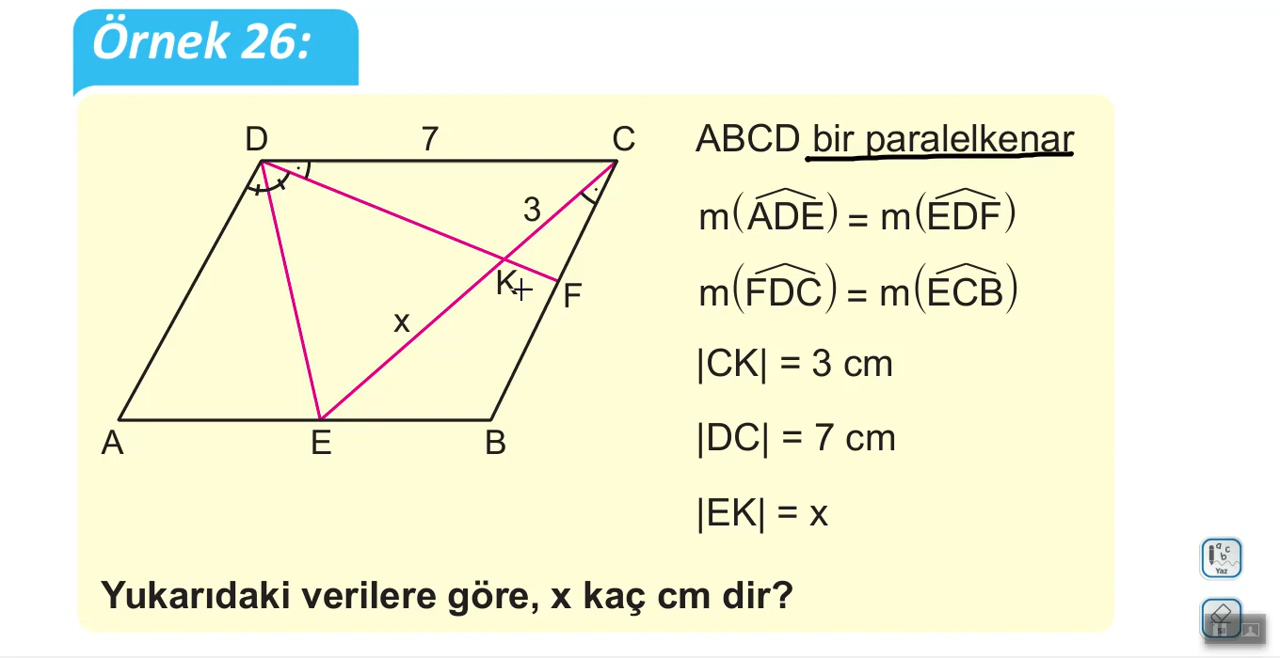 Örnek 26:
D 7 C
3
K
F
x
A E B
ABCD bir paralelkenar
m(ADE) = m(EDF)
m(FDC) = m(ECB)
|CK| = 3 cm
|DC| = 7 cm
|EK| = x
Yukarıdaki verilere göre, x kaç cm dir?
a c
b
Yaz